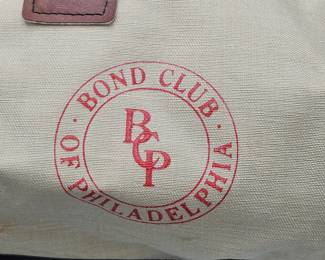 · BOND CLUB ·
OF PHILADELPHIA
BCP